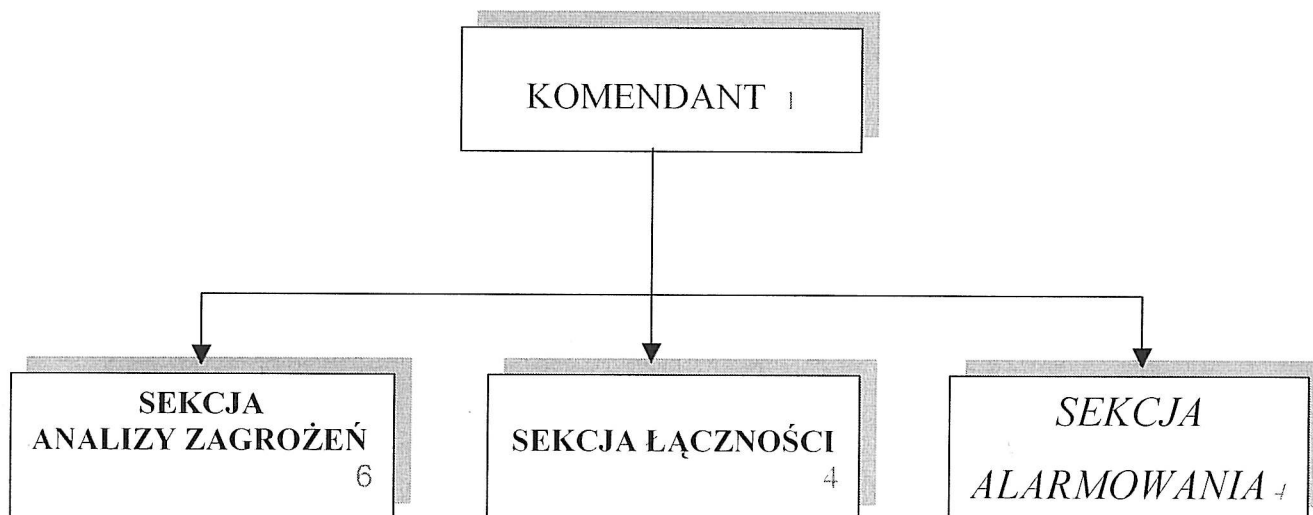 KOMENDANT 1
SEKCJA
ANALIZY ZAGROŻEŃ
6
SEKCJA ŁĄCZNOŚCI
4
SEKCJA
ALARMOWANIA 4